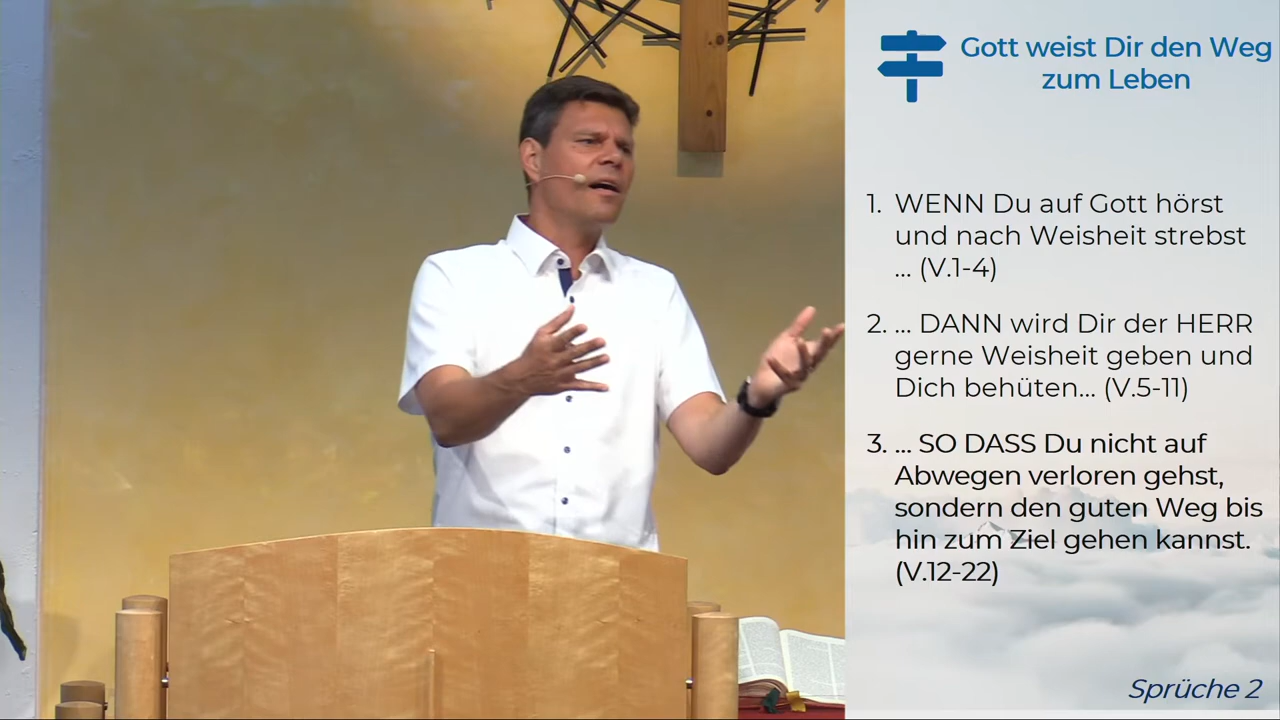 Gott weist Dir den Weg
zum Leben
1. WENN Du auf Gott hörst
und nach Weisheit strebst
... (V.1-4)
2. ... DANN wird Dir der HERR
gerne Weisheit geben und
Dich behüten... (V.5-11)
3. ... SO DASS Du nicht auf
Abwegen verloren gehst,
sondern den guten Weg bis
hin zum Ziel gehen kannst.
(V.12-22)
Sprüche 2